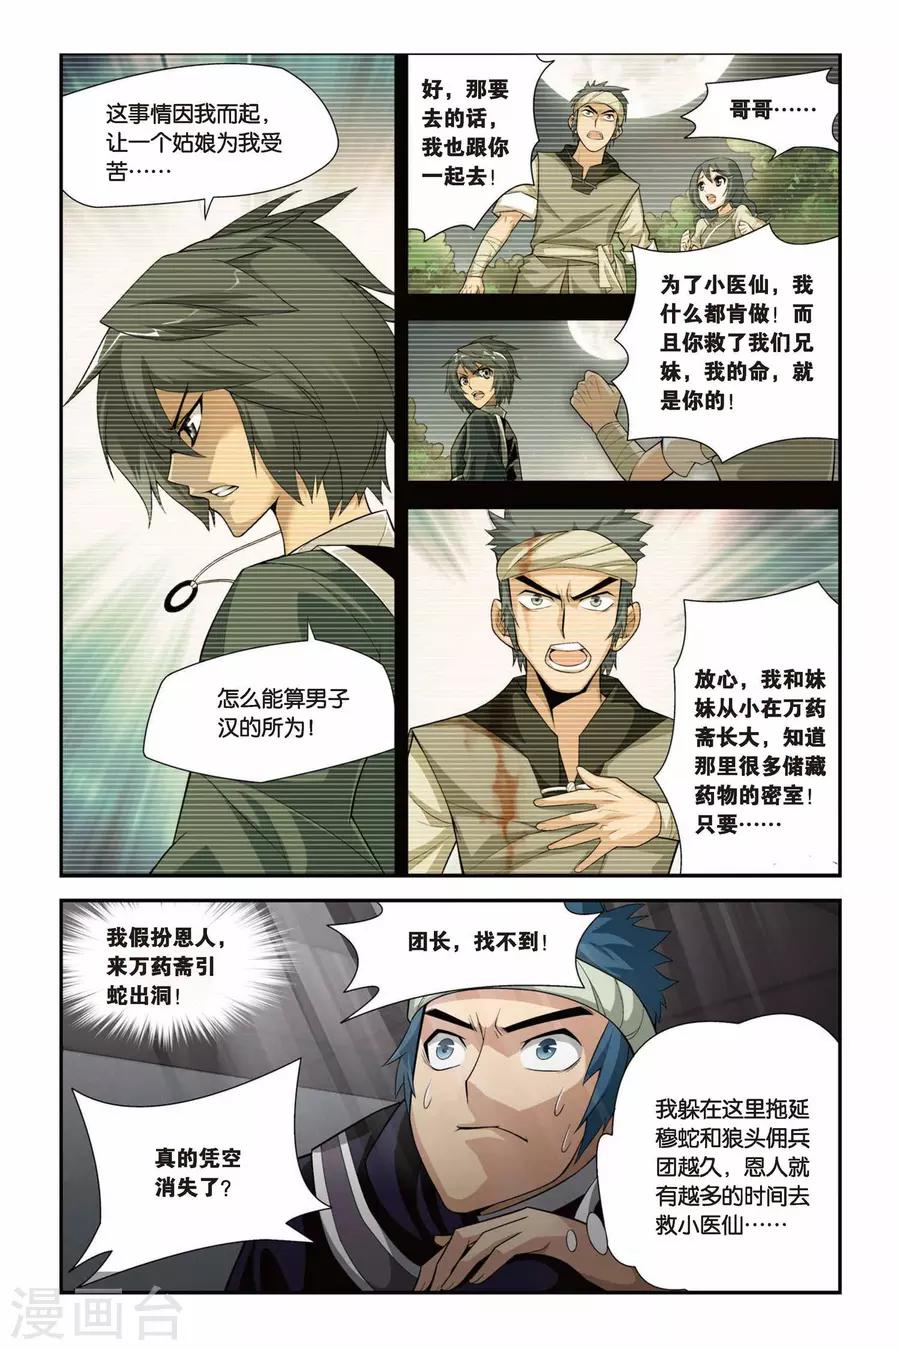 这事情因我而起，
让一个姑娘为我受
苦……
怎么能算男子
汉的所为！
好，那要
去的话，
我也跟你
一起去！
哥哥……
为了小医仙，我
什么都肯做！而
且你救了我们兄
妹，我的命，就
是你的！
放心，我和妹
妹从小在万药
斋长大，知道
那里很多储藏
药物的密室！
只要……
我假扮恩人，
来万药斋引
蛇出洞！
团长，找不到！
真的凭空
消失了？
我躲在这里拖延
穆蛇和狼头佣兵
团越久，恩人就
有越多的时间去
救小医仙……
漫画台